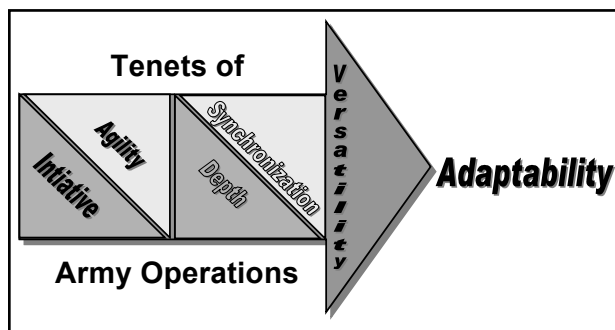 Tenets of
Intiative
Agility
Depth
Synchronization
Versatility
Adaptability
Army Operations